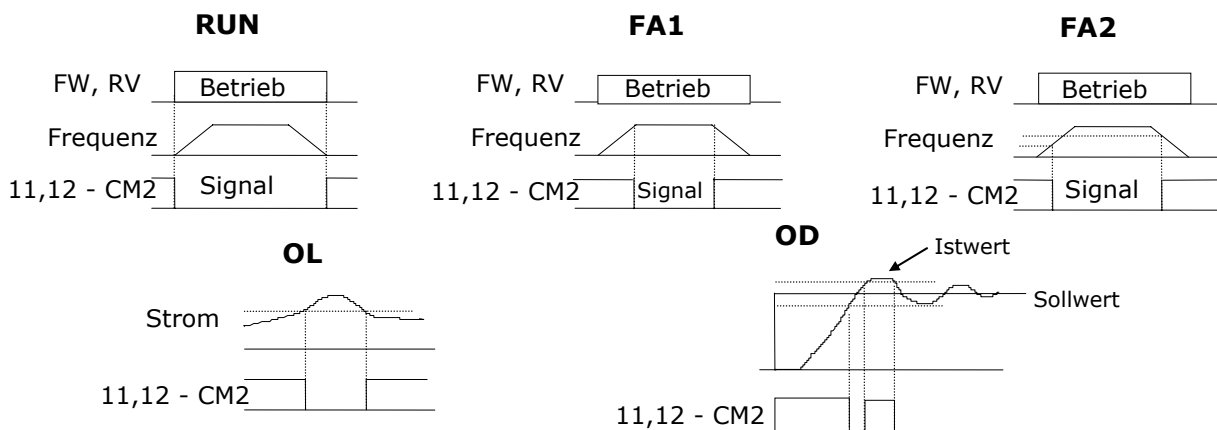 RUN
FW, RV
Betrieb
Frequenz
11,12 - CM2
Signal
FA1
FW, RV
Betrieb
Frequenz
11,12 - CM2
Signal
FA2
FW, RV
Betrieb
Frequenz
11,12 - CM2
Signal
OL
Strom
11,12 - CM2
OD
Istwert
Sollwert
11,12 - CM2